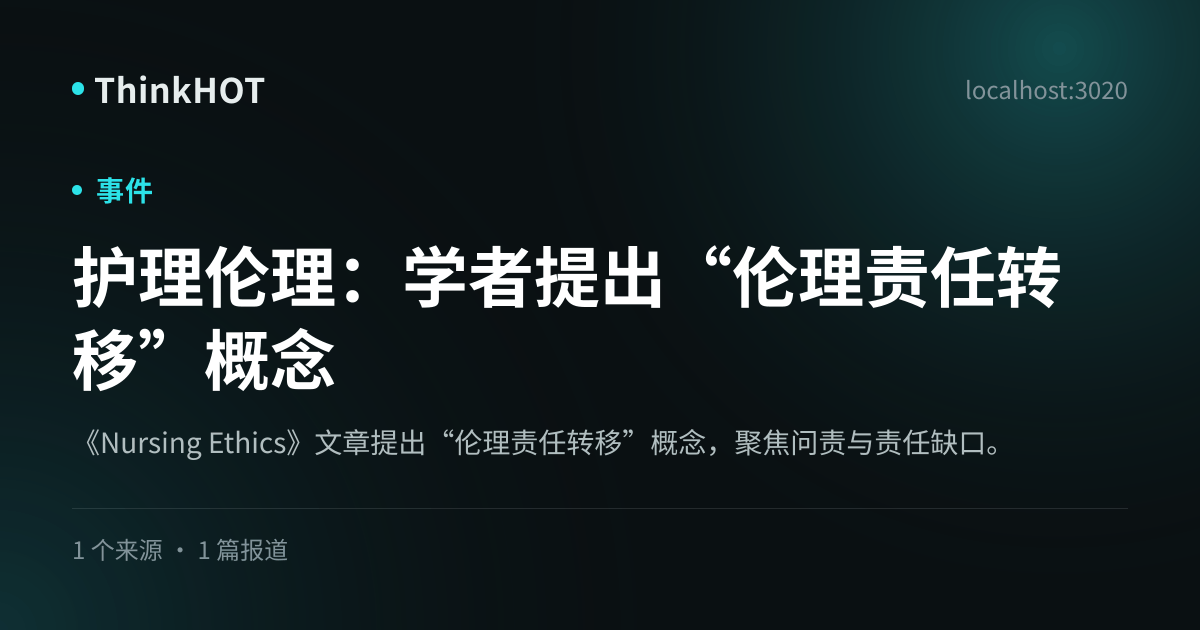 ThinkHOT
localhost:3020
事件
护理伦理：学者提出“伦理责任转
移”概念
《Nursing Ethics》文章提出“伦理责任转移”概念，聚焦问责与责任缺口。
1 个来源 · 1 篇报道